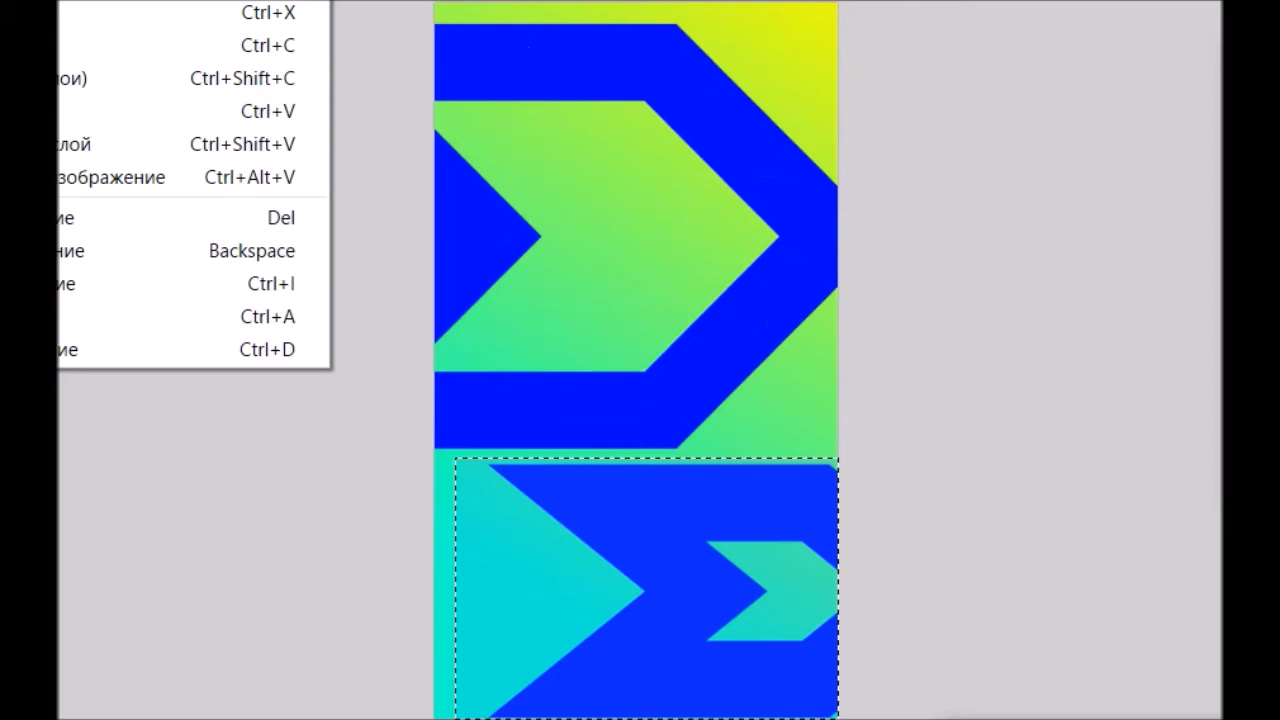 Ctrl+X
Ctrl+C
ои) Ctrl+Shift+C
Ctrl+V
слой Ctrl+Shift+V
зображение Ctrl+Alt+V
ие Del
ние Backspace
ие Ctrl+I
Ctrl+A
ие Ctrl+D